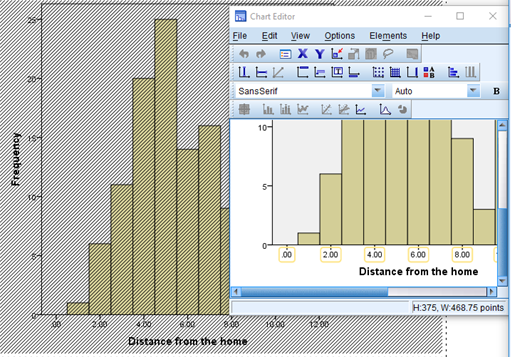 Chart Editor
File Edit View Options Elements Help
X Y
A
B
SansSerif Auto B
10
5
0
.00 2.00 4.00 6.00 8.00
Distance from the home
H:375, W:468.75 points
Frequency
25
20
15
10
5
0
.00 2.00 4.00 6.00 8.00 10.00 12.00
Distance from the home